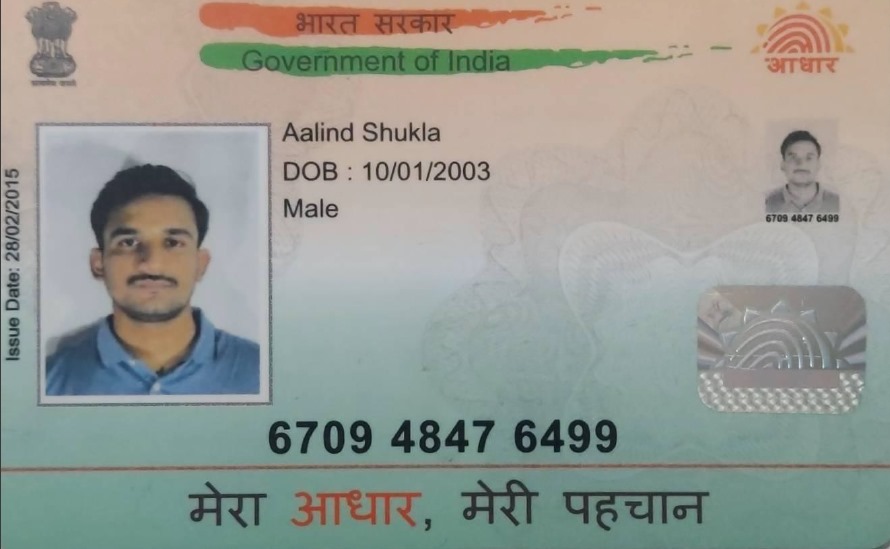 भारत सरकार
Government of India
आधार
Issue Date: 28/02/2015
Aalind Shukla
DOB : 10/01/2003
Male
6709 4847 6499
6709 4847 6499
मेरा आधार, मेरी पहचान